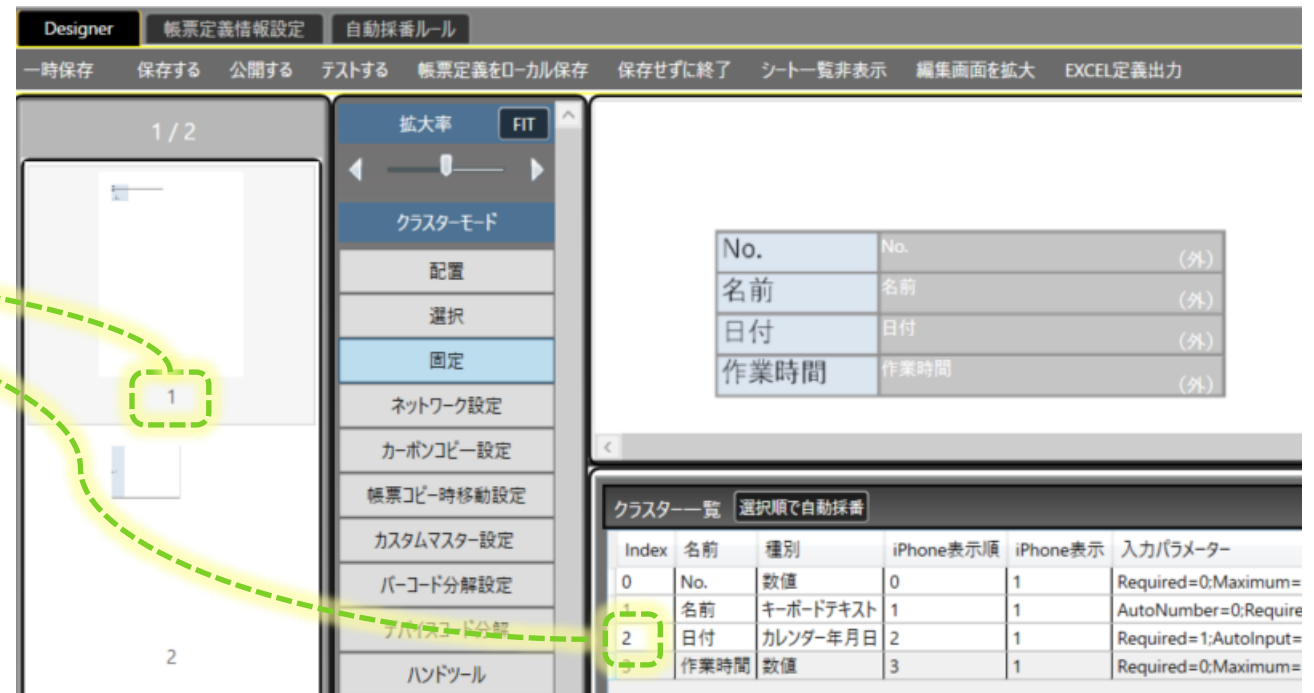 Designer 帳票定義情報設定 自動採番ルール
一時保存 保存する 公開する テストする 帳票定義をローカル保存 保存せずに終了 シート一覧非表示 編集画面を拡大 EXCEL定義出力
1 / 2
1
2
拡大率 FIT
クラスターモード
配置
選択
固定
ネットワーク設定
カーボンコピー設定
帳票コピー時移動設定
カスタムマスター設定
バーコード分解設定
デバイスコード分解
ハンドツール
No. No. (外)
名前 名前 (外)
日付 日付 (外)
作業時間 作業時間 (外)
クラスター一覧 選択順で自動採番
Index 名前 種別 iPhone表示順 iPhone表示 入力パラメーター
0 No. 数値 0 1 Required=0;Maximum=
1 名前 キーボードテキスト 1 1 AutoNumber=0;Require
2 日付 カレンダー年月日 2 1 Required=1;AutoInput=
3 作業時間 数値 3 1 Required=0;Maximum=